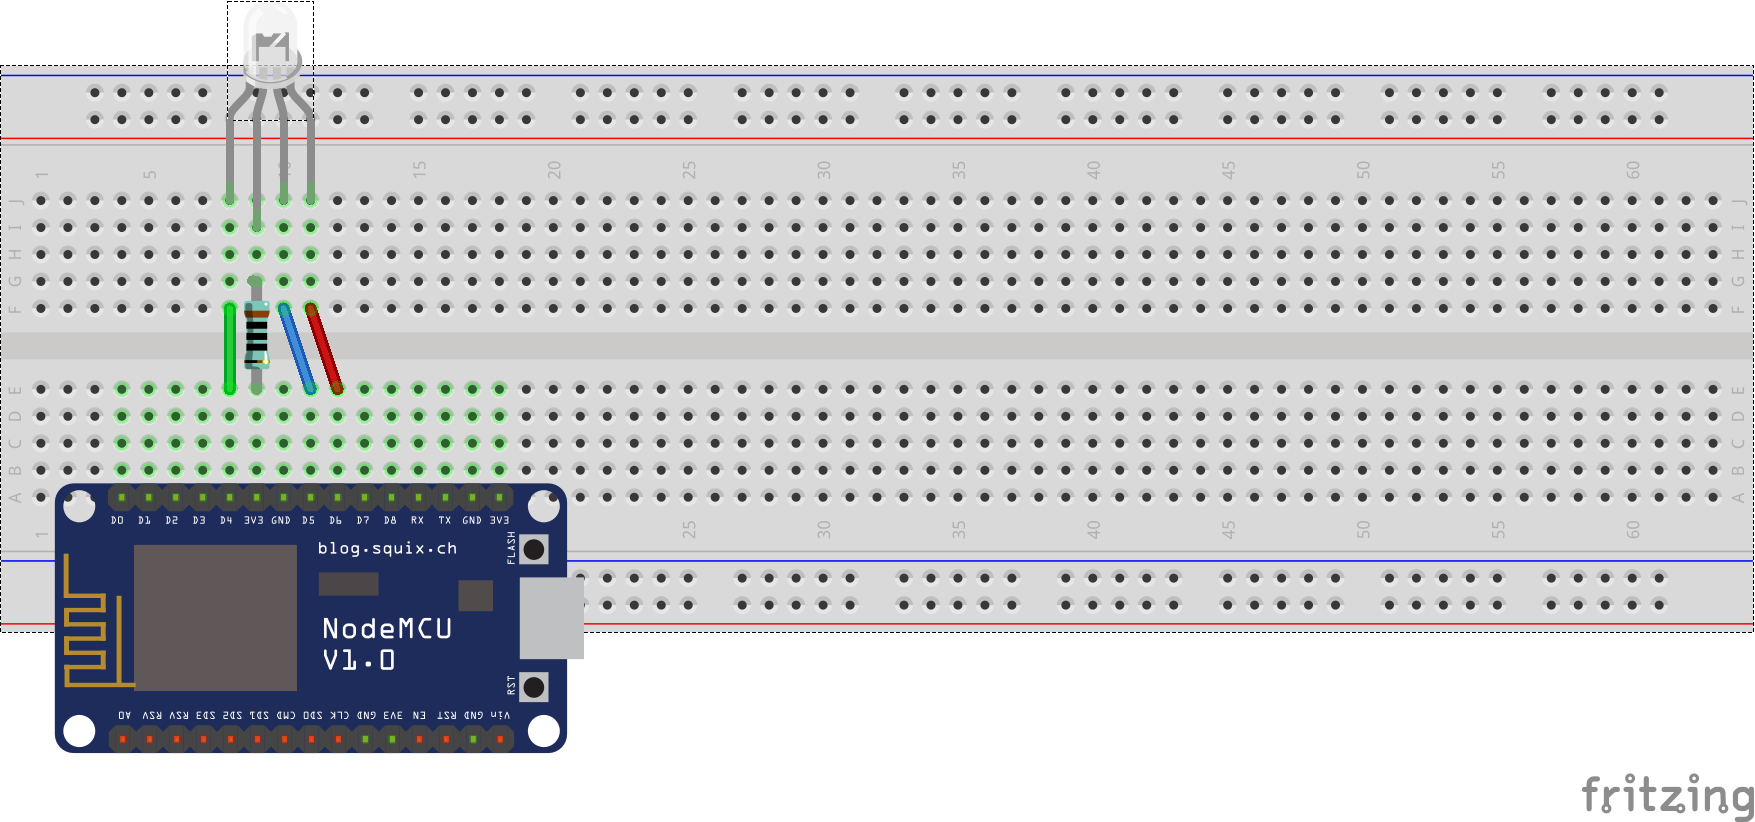 1 5 10 15 20 25 30 35 40 45 50 55 60
J J
I I
H H
G G
F F
E E
D D
C C
B B
A A
D0 D1 D2 D3 D4 3V3 GND D5 D6 D7 D8 RX TX GND 3V3
1 25 30 35 40 45 50 55 60
FLASH
blog.squix.ch
NodeMCU
V1.0
RST
A0 RSV RSV SD3 SD2 SD1 CMD SD0 CLK GND 3V3 EN RST GND Vin
fritzing